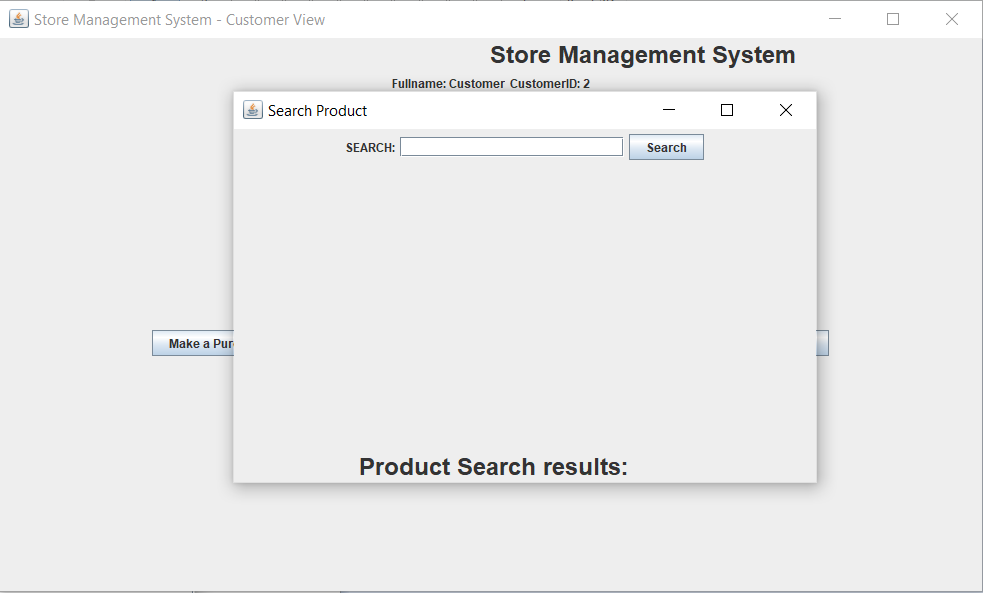 Store Management System - Customer View
Store Management System
Fullname: Customer CustomerID: 2
Search Product
SEARCH: Search
Make a Pur
Product Search results: